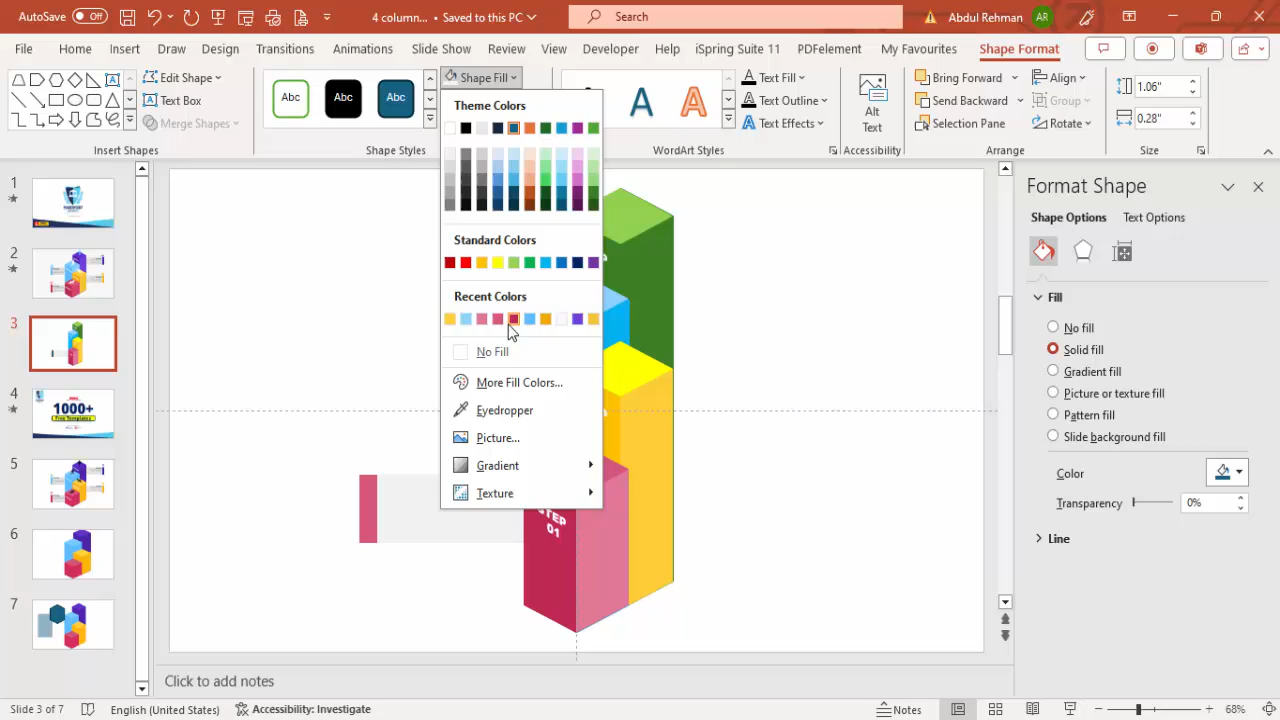 AutoSave Off 4 column... • Saved to this PC Search Abdul Rehman AR
File Home Insert Draw Design Transitions Animations Slide Show Review View Developer Help iSpring Suite 11 PDFelement My Favourites Shape Format
Edit Shape
Text Box
Merge Shapes
Insert Shapes
Abc Abc Abc
Shape Styles
Shape Fill
A A
Text Fill
Text Outline
Text Effects
WordArt Styles
Alt
Text
Accessibility
Bring Forward
Send Backward
Selection Pane
Align
Group
Rotate
Arrange
1.06"
0.28"
Size
Theme Colors
Standard Colors
Recent Colors
No Fill
More Fill Colors...
Eyedropper
Picture...
Gradient
Texture
1
2
3
4
1000+
5
6
7
STEP
01
Format Shape
Shape Options Text Options
Fill
No fill
Solid fill
Gradient fill
Picture or texture fill
Pattern fill
Slide background fill
Color
Transparency 0%
Line
Click to add notes
Slide 3 of 7 English (United States) Accessibility: Investigate Notes 68%